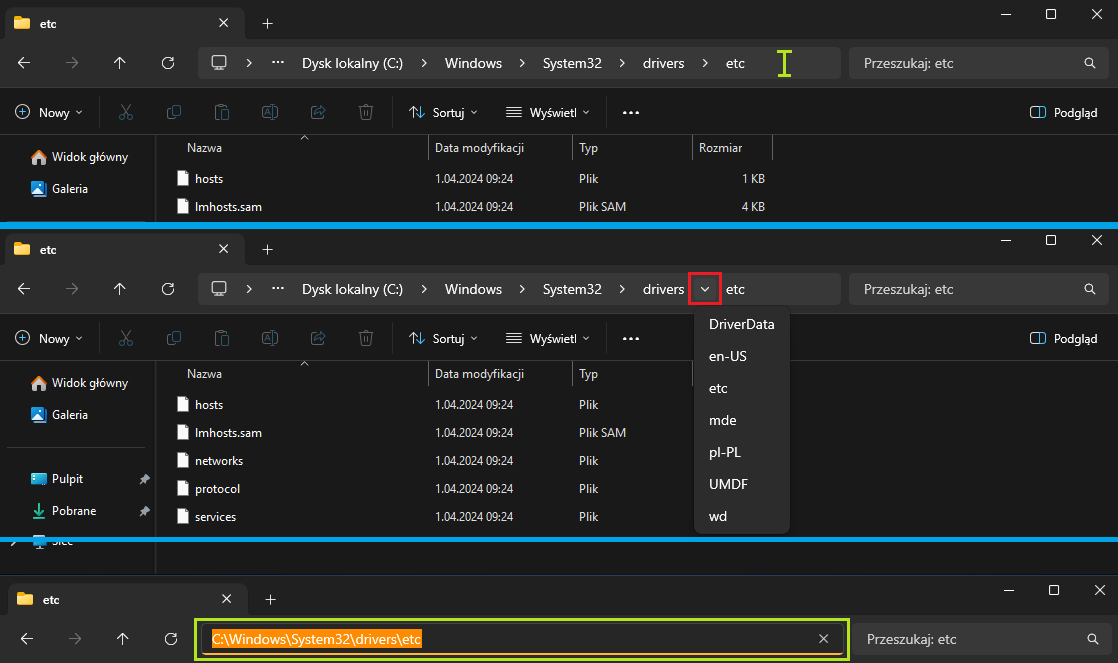 etc
Dysk lokalny (C:) Windows System32 drivers etc Przeszukaj: etc
Nowy Sortuj Wyświetl ... Podgląd
Nazwa Data modyfikacji Typ Rozmiar
Widok główny
Galeria
hosts 1.04.2024 09:24 Plik 1 KB
lmhosts.sam 1.04.2024 09:24 Plik SAM 4 KB
etc
Dysk lokalny (C:) Windows System32 drivers etc Przeszukaj: etc
Nowy Sortuj Wyświetl ... Podgląd
Nazwa Data modyfikacji Typ
Widok główny
Galeria
Pulpit
Pobrane
Sieć
hosts 1.04.2024 09:24 Plik
lmhosts.sam 1.04.2024 09:24 Plik SAM
networks 1.04.2024 09:24 Plik
protocol 1.04.2024 09:24 Plik
services 1.04.2024 09:24 Plik
DriverData
en-US
etc
mde
pl-PL
UMDF
wd
etc
C:\Windows\System32\drivers\etc Przeszukaj: etc